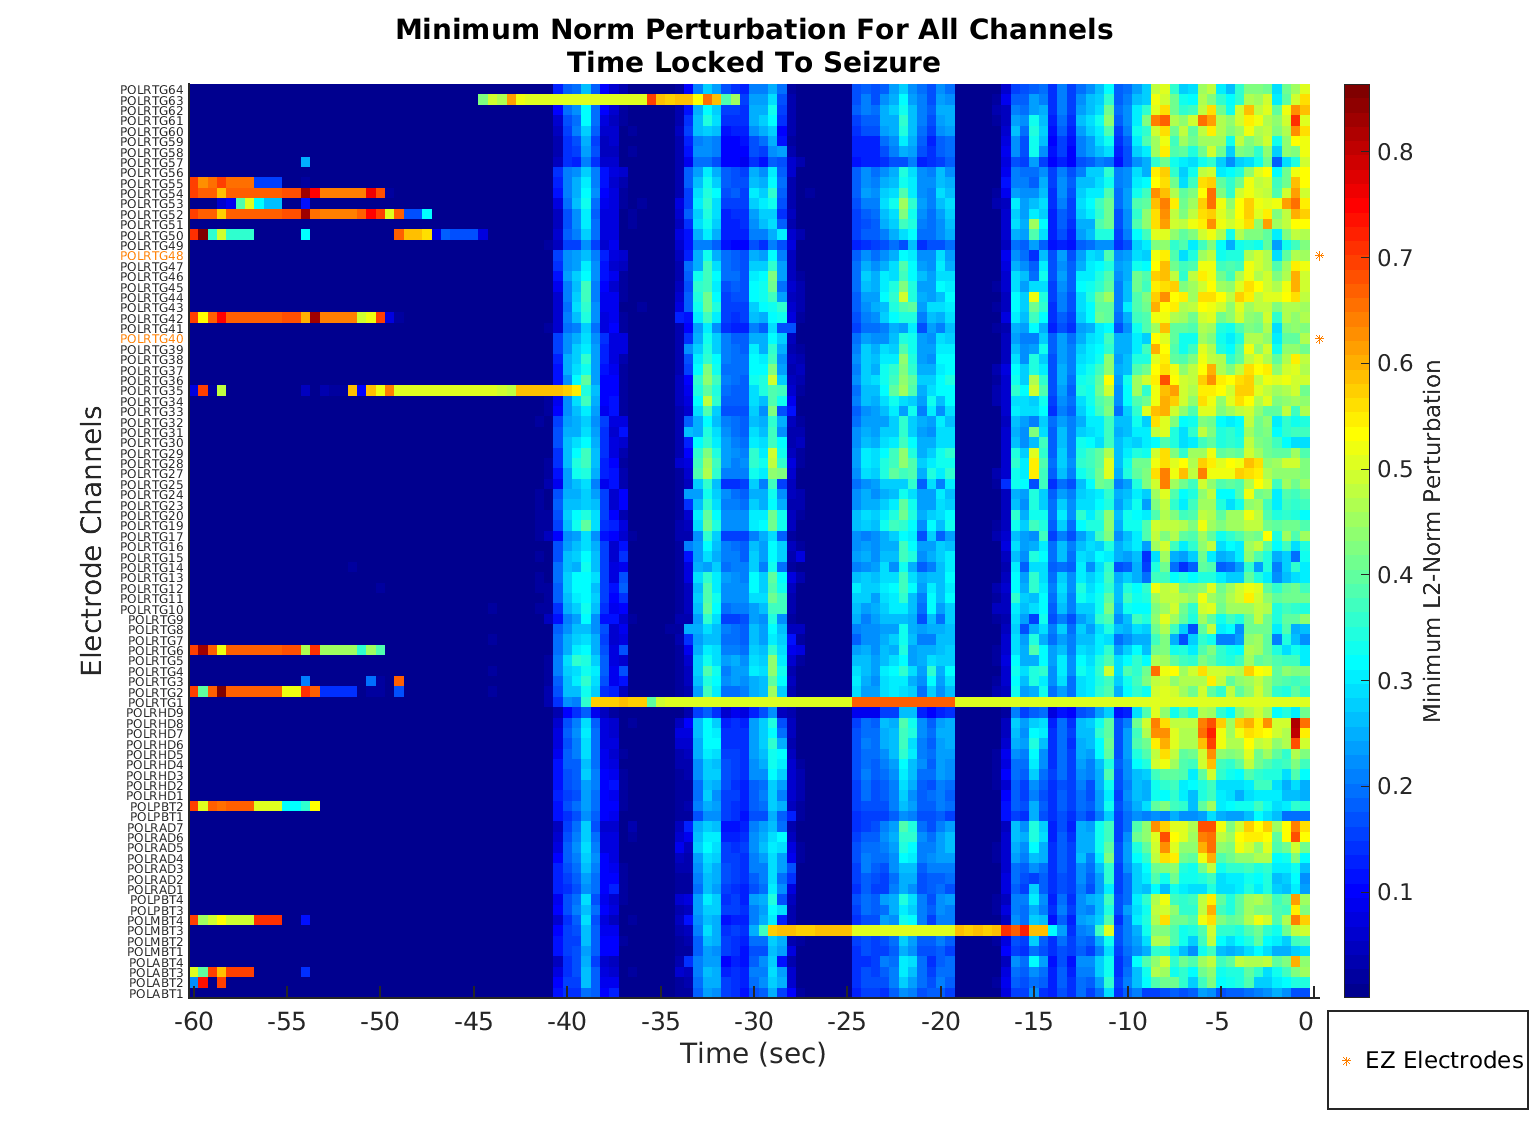 Minimum Norm Perturbation For All Channels
Time Locked To Seizure
Electrode Channels
POLRTG64
POLRTG63
POLRTG62
POLRTG61
POLRTG60
POLRTG59
POLRTG58
POLRTG57
POLRTG56
POLRTG55
POLRTG54
POLRTG53
POLRTG52
POLRTG51
POLRTG50
POLRTG49
POLRTG48
POLRTG47
POLRTG46
POLRTG45
POLRTG44
POLRTG43
POLRTG42
POLRTG41
POLRTG40
POLRTG39
POLRTG38
POLRTG37
POLRTG36
POLRTG35
POLRTG34
POLRTG33
POLRTG32
POLRTG31
POLRTG30
POLRTG29
POLRTG28
POLRTG27
POLRTG25
POLRTG24
POLRTG23
POLRTG20
POLRTG19
POLRTG17
POLRTG16
POLRTG15
POLRTG14
POLRTG13
POLRTG12
POLRTG11
POLRTG10
POLRTG9
POLRTG8
POLRTG7
POLRTG6
POLRTG5
POLRTG4
POLRTG3
POLRTG2
POLRTG1
POLRHD9
POLRHD8
POLRHD7
POLRHD6
POLRHD5
POLRHD4
POLRHD3
POLRHD2
POLRHD1
POLPBT2
POLPBT1
POLRAD7
POLRAD6
POLRAD5
POLRAD4
POLRAD3
POLRAD2
POLRAD1
POLPBT4
POLPBT3
POLMBT4
POLMBT3
POLMBT2
POLMBT1
POLABT4
POLABT3
POLABT2
POLABT1
-60 -55 -50 -45 -40 -35 -30 -25 -20 -15 -10 -5 0
Time (sec)
0.8
0.7
0.6
0.5
0.4
0.3
0.2
0.1
Minimum L2-Norm Perturbation
EZ Electrodes